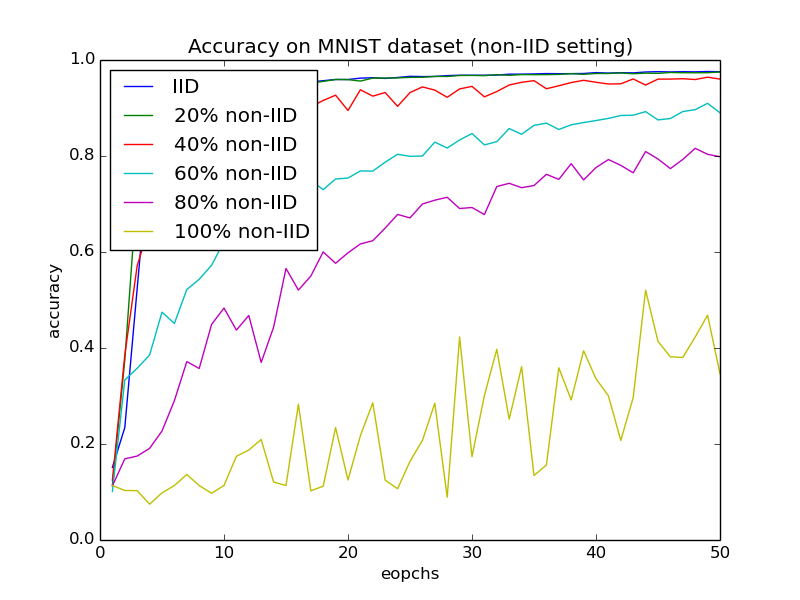 Accuracy on MNIST dataset (non-IID setting)
1.0
0.8
0.6
0.4
0.2
0.0
accuracy
IID
20% non-IID
40% non-IID
60% non-IID
80% non-IID
100% non-IID
0 10 20 30 40 50
eopchs